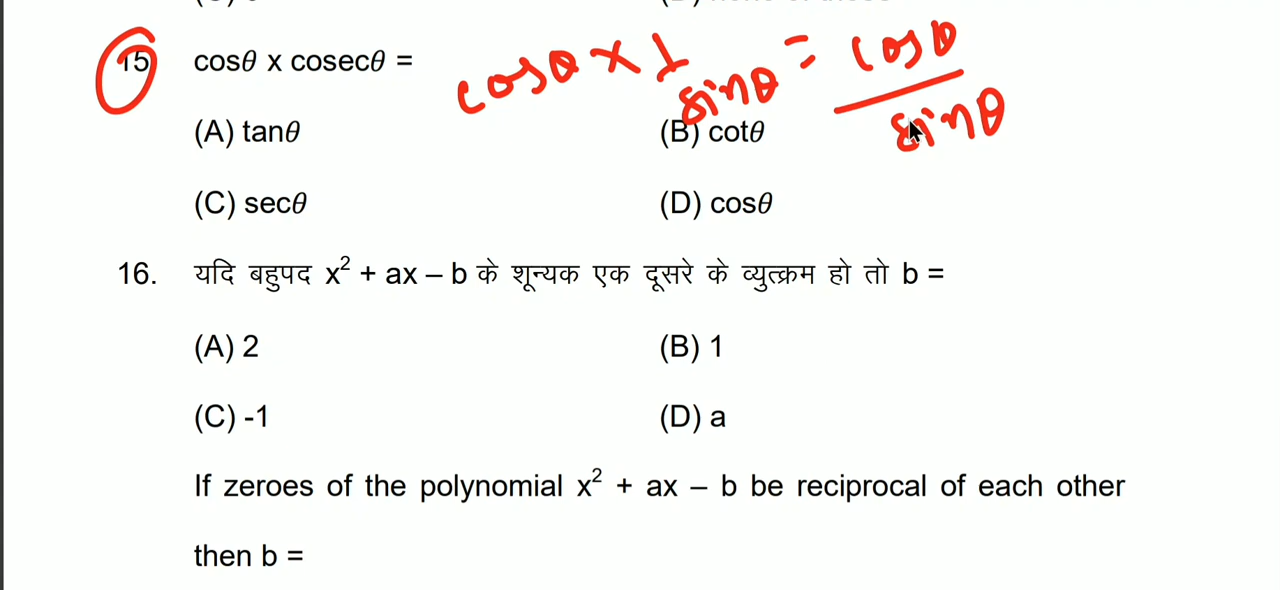 15 cosθ x cosecθ = cosθ x 1/sinθ = cosθ/sinθ
(A) tanθ (B) cotθ
(C) secθ (D) cosθ
16. यदि बहुपद x² + ax – b के शून्यक एक दूसरे के व्युत्क्रम हो तो b =
(A) 2 (B) 1
(C) -1 (D) a
If zeroes of the polynomial x² + ax – b be reciprocal of each other
then b =